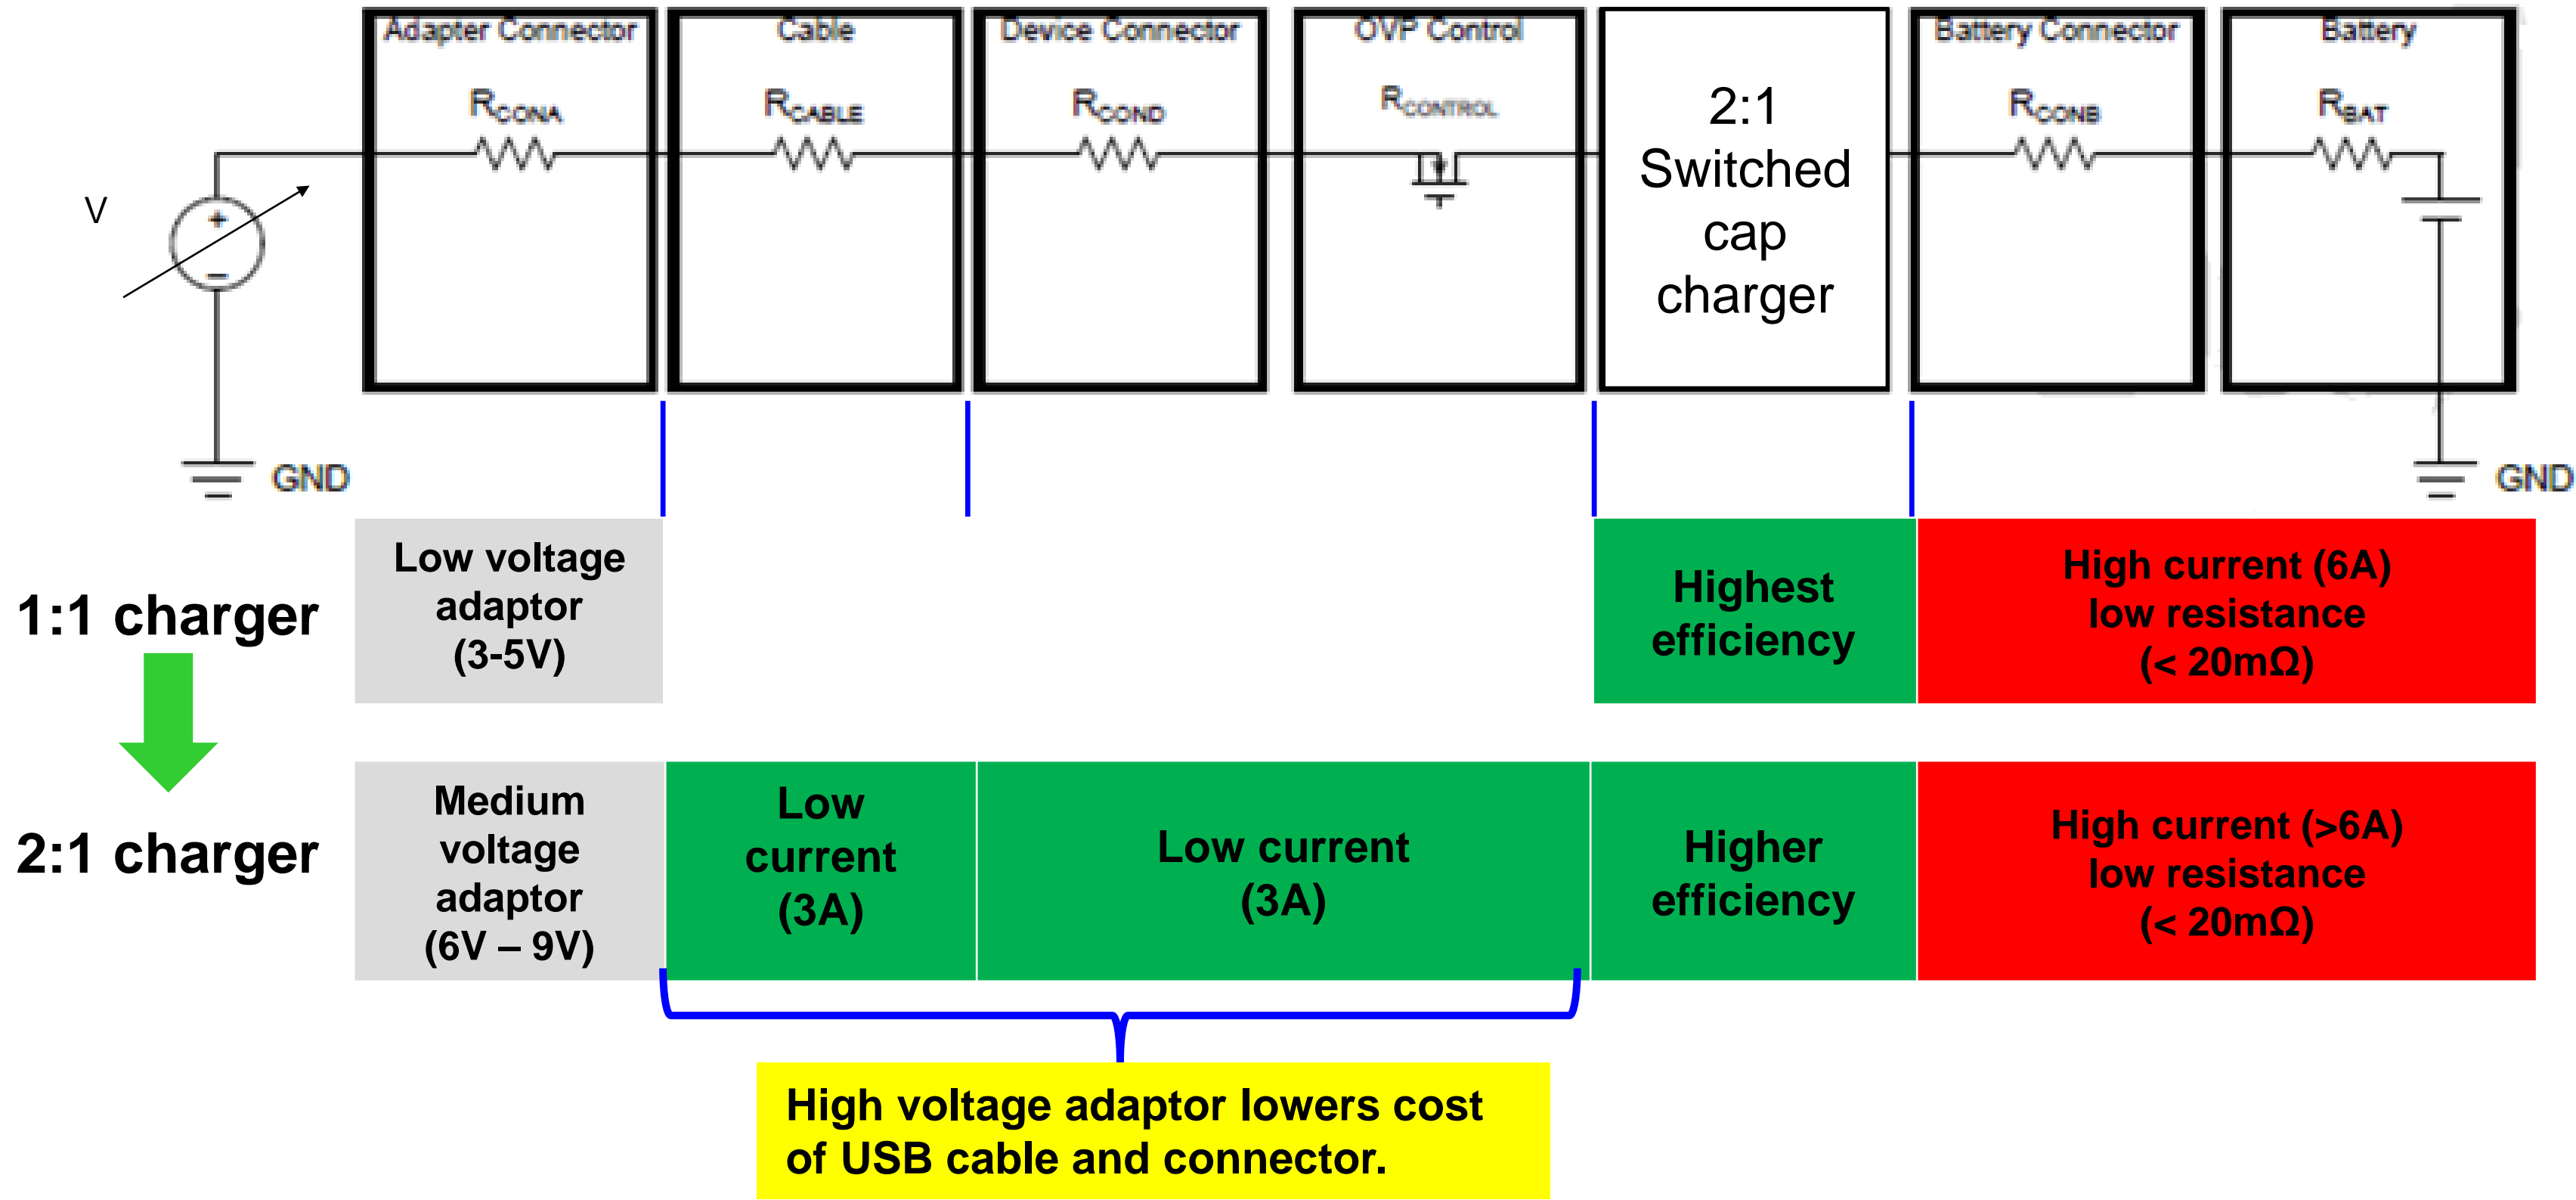 Adapter Connector
Cable
Device Connector
OVP Control
Battery Connector
Battery
RCONA
RCABLE
RCOND
RCONTROL
2:1
Switched
cap
charger
RCONB
RBAT
V
+
–
GND
GND
1:1 charger
Low voltage
adaptor
(3-5V)
Highest
efficiency
High current (6A)
low resistance
(< 20mΩ)
2:1 charger
Medium
voltage
adaptor
(6V – 9V)
Low
current
(3A)
Low current
(3A)
Higher
efficiency
High current (>6A)
low resistance
(< 20mΩ)
High voltage adaptor lowers cost
of USB cable and connector.